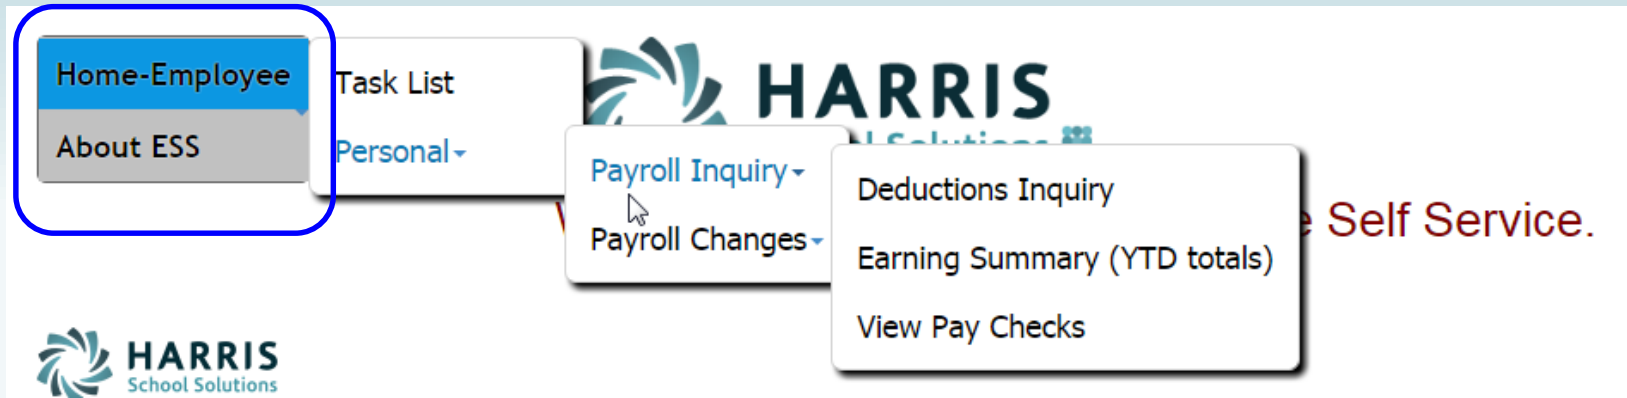 Home-Employee
About ESS
Task List
Personal
HARRIS
Solutions
Payroll Inquiry
Payroll Changes
Deductions Inquiry
Earning Summary (YTD totals)
View Pay Checks
Self Service.
HARRIS
School Solutions